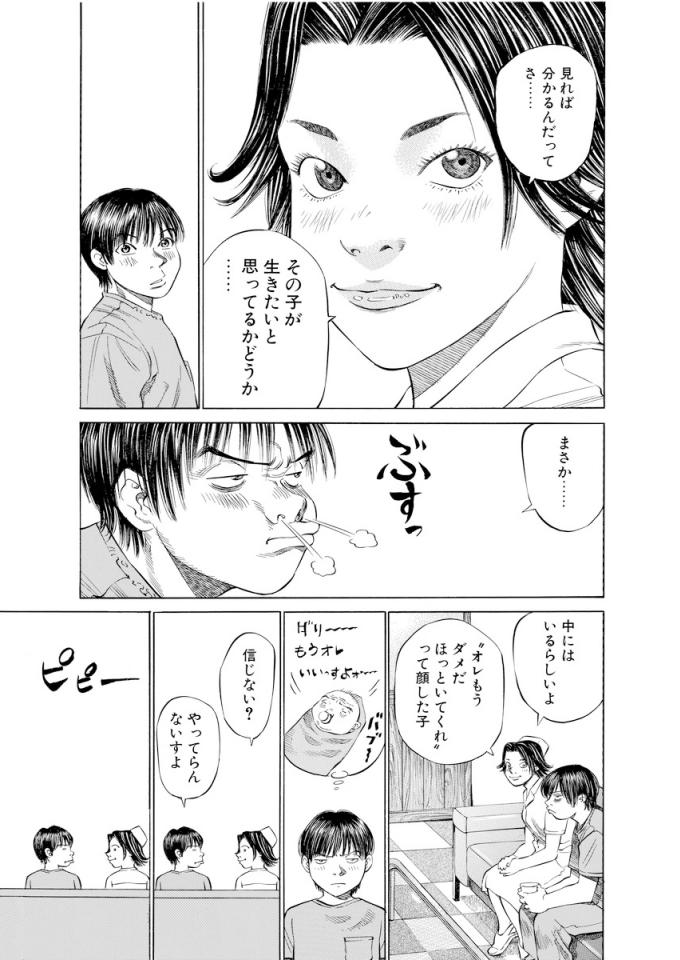 見れば
分かるんだって
さ……
その子が
生きたいと
思ってるかどうか
……
まさか……
ぶすっ
中には
いるらしいよ
〝オレもう
ダメだ
ほっといてくれ〟
って顔した子
もうオレ
いいーすよォ〜
バブー
信じない？
やってらん
ないすよ
ピピー